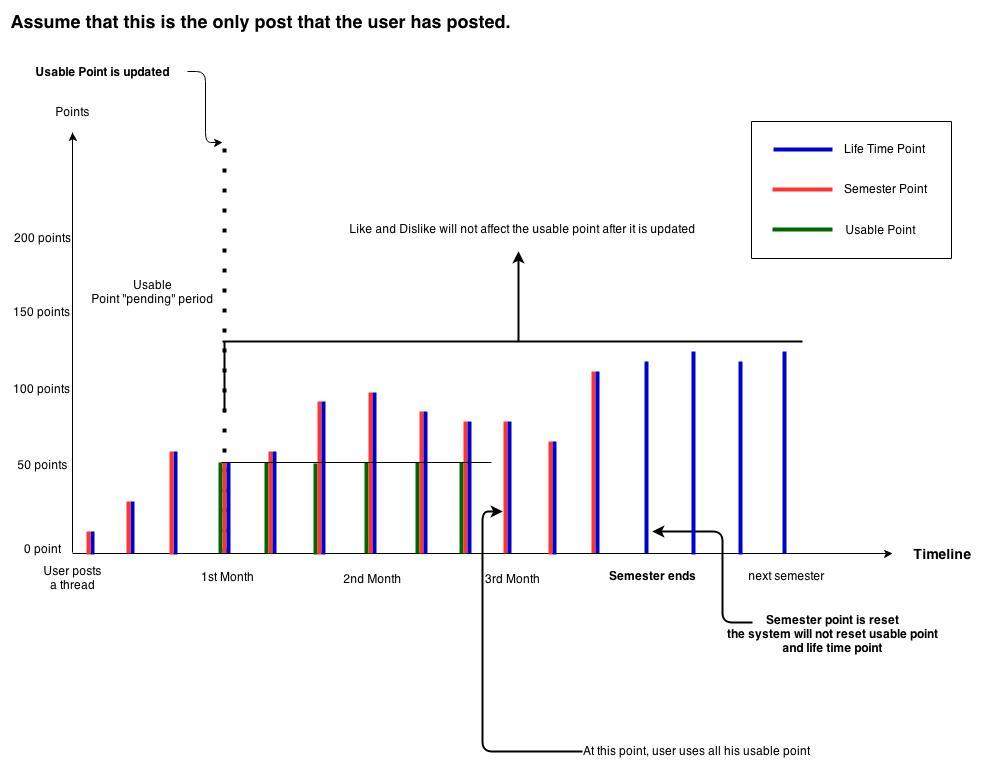 Assume that this is the only post that the user has posted.
Usable Point is updated
Points
Life Time Point
Semester Point
Usable Point
200 points
Like and Dislike will not affect the usable point after it is updated
Usable
Point "pending" period
150 points
100 points
50 points
0 point
Timeline
User posts
a thread
1st Month
2nd Month
3rd Month
Semester ends
next semester
Semester point is reset
the system will not reset usable point
and life time point
At this point, user uses all his usable point